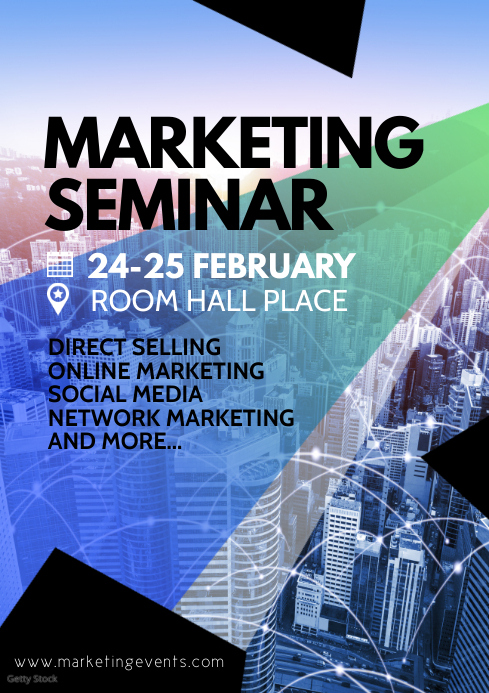 MARKETING
SEMINAR
24-25 FEBRUARY
ROOM HALL PLACE
DIRECT SELLING
ONLINE MARKETING
SOCIAL MEDIA
NETWORK MARKETING
AND MORE...
www.marketingevents.com
Getty Stock